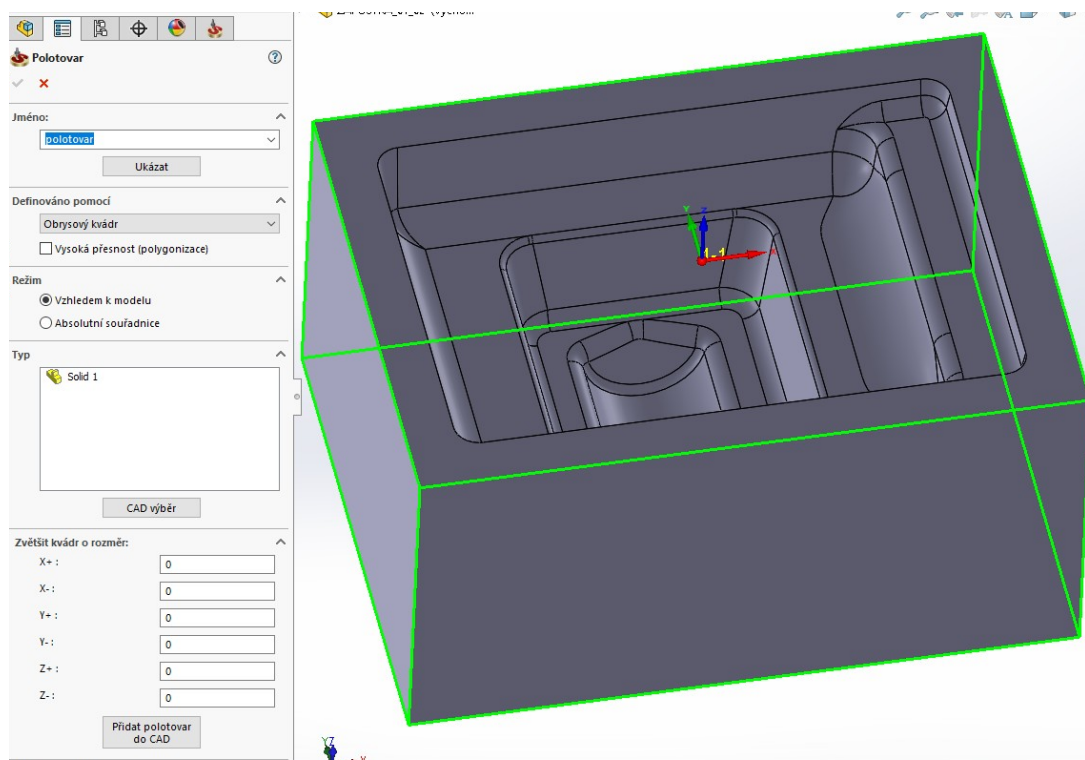 Polotovar
Jméno:
polotovar
Ukázat
Definováno pomocí
Obrysový kvádr
Vysoká přesnost (polygonizace)
Režim
Vzhledem k modelu
Absolutní souřadnice
Typ
Solid 1
CAD výběr
Zvětšit kvádr o rozměr:
X+ : 0
X- : 0
Y+ : 0
Y- : 0
Z+ : 0
Z- : 0
Přidat polotovar
do CAD
Y Z
X
YZ
X